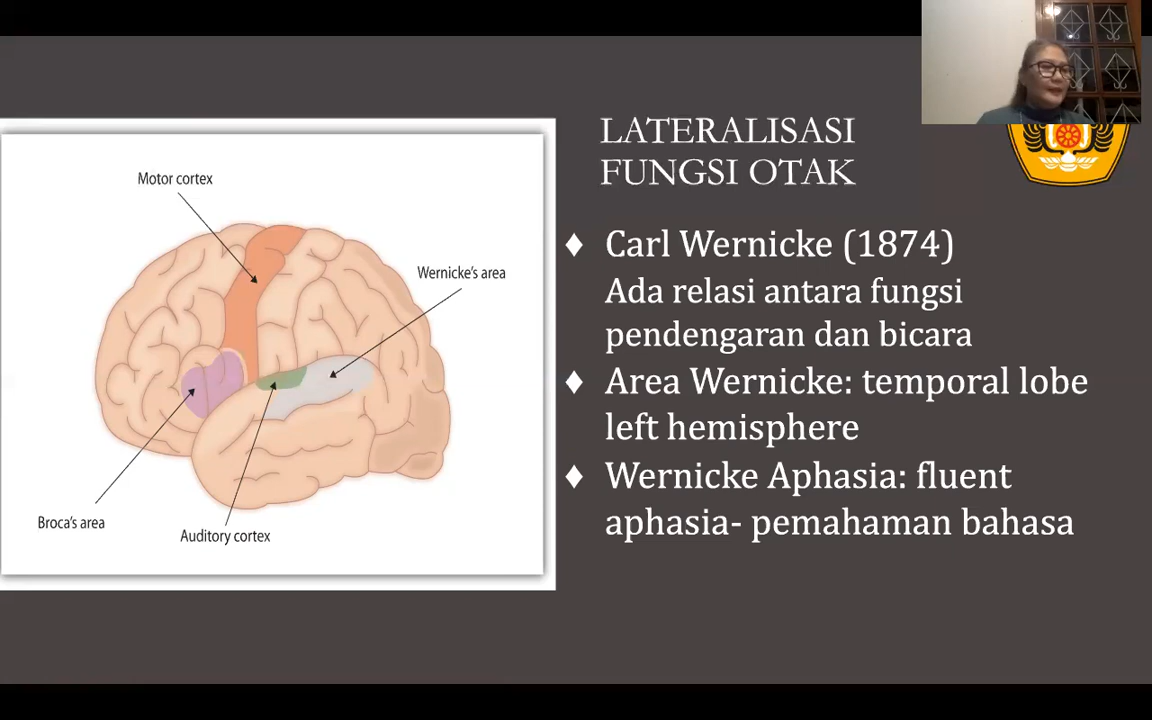 LATERALISASI
FUNGSI OTAK
Motor cortex
Wernicke's area
Broca's area
Auditory cortex
♦ Carl Wernicke (1874)
Ada relasi antara fungsi
pendengaran dan bicara
♦ Area Wernicke: temporal lobe
left hemisphere
♦ Wernicke Aphasia: fluent
aphasia- pemahaman bahasa